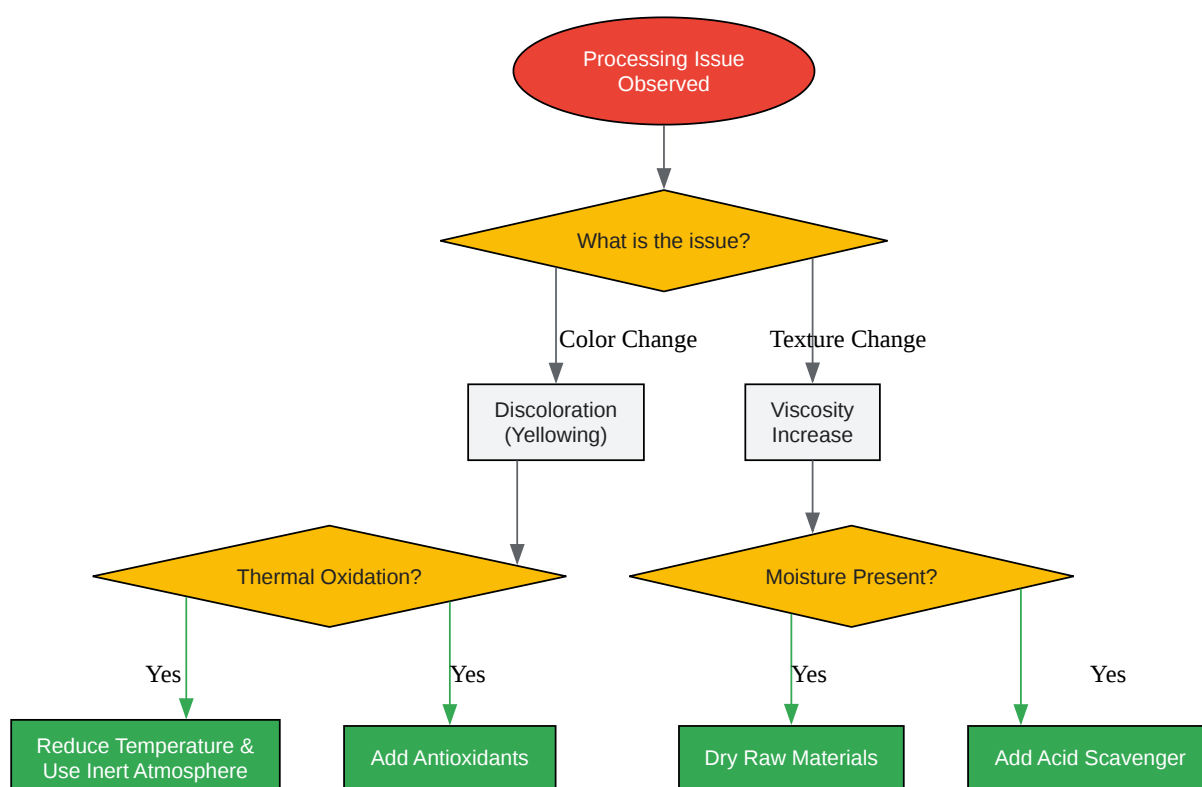 Processing Issue
Observed
What is the issue?
Color Change
Texture Change
Discoloration
(Yellowing)
Viscosity
Increase
Thermal Oxidation?
Moisture Present?
Yes
Yes
Yes
Yes
Reduce Temperature &
Use Inert Atmosphere
Add Antioxidants
Dry Raw Materials
Add Acid Scavenger